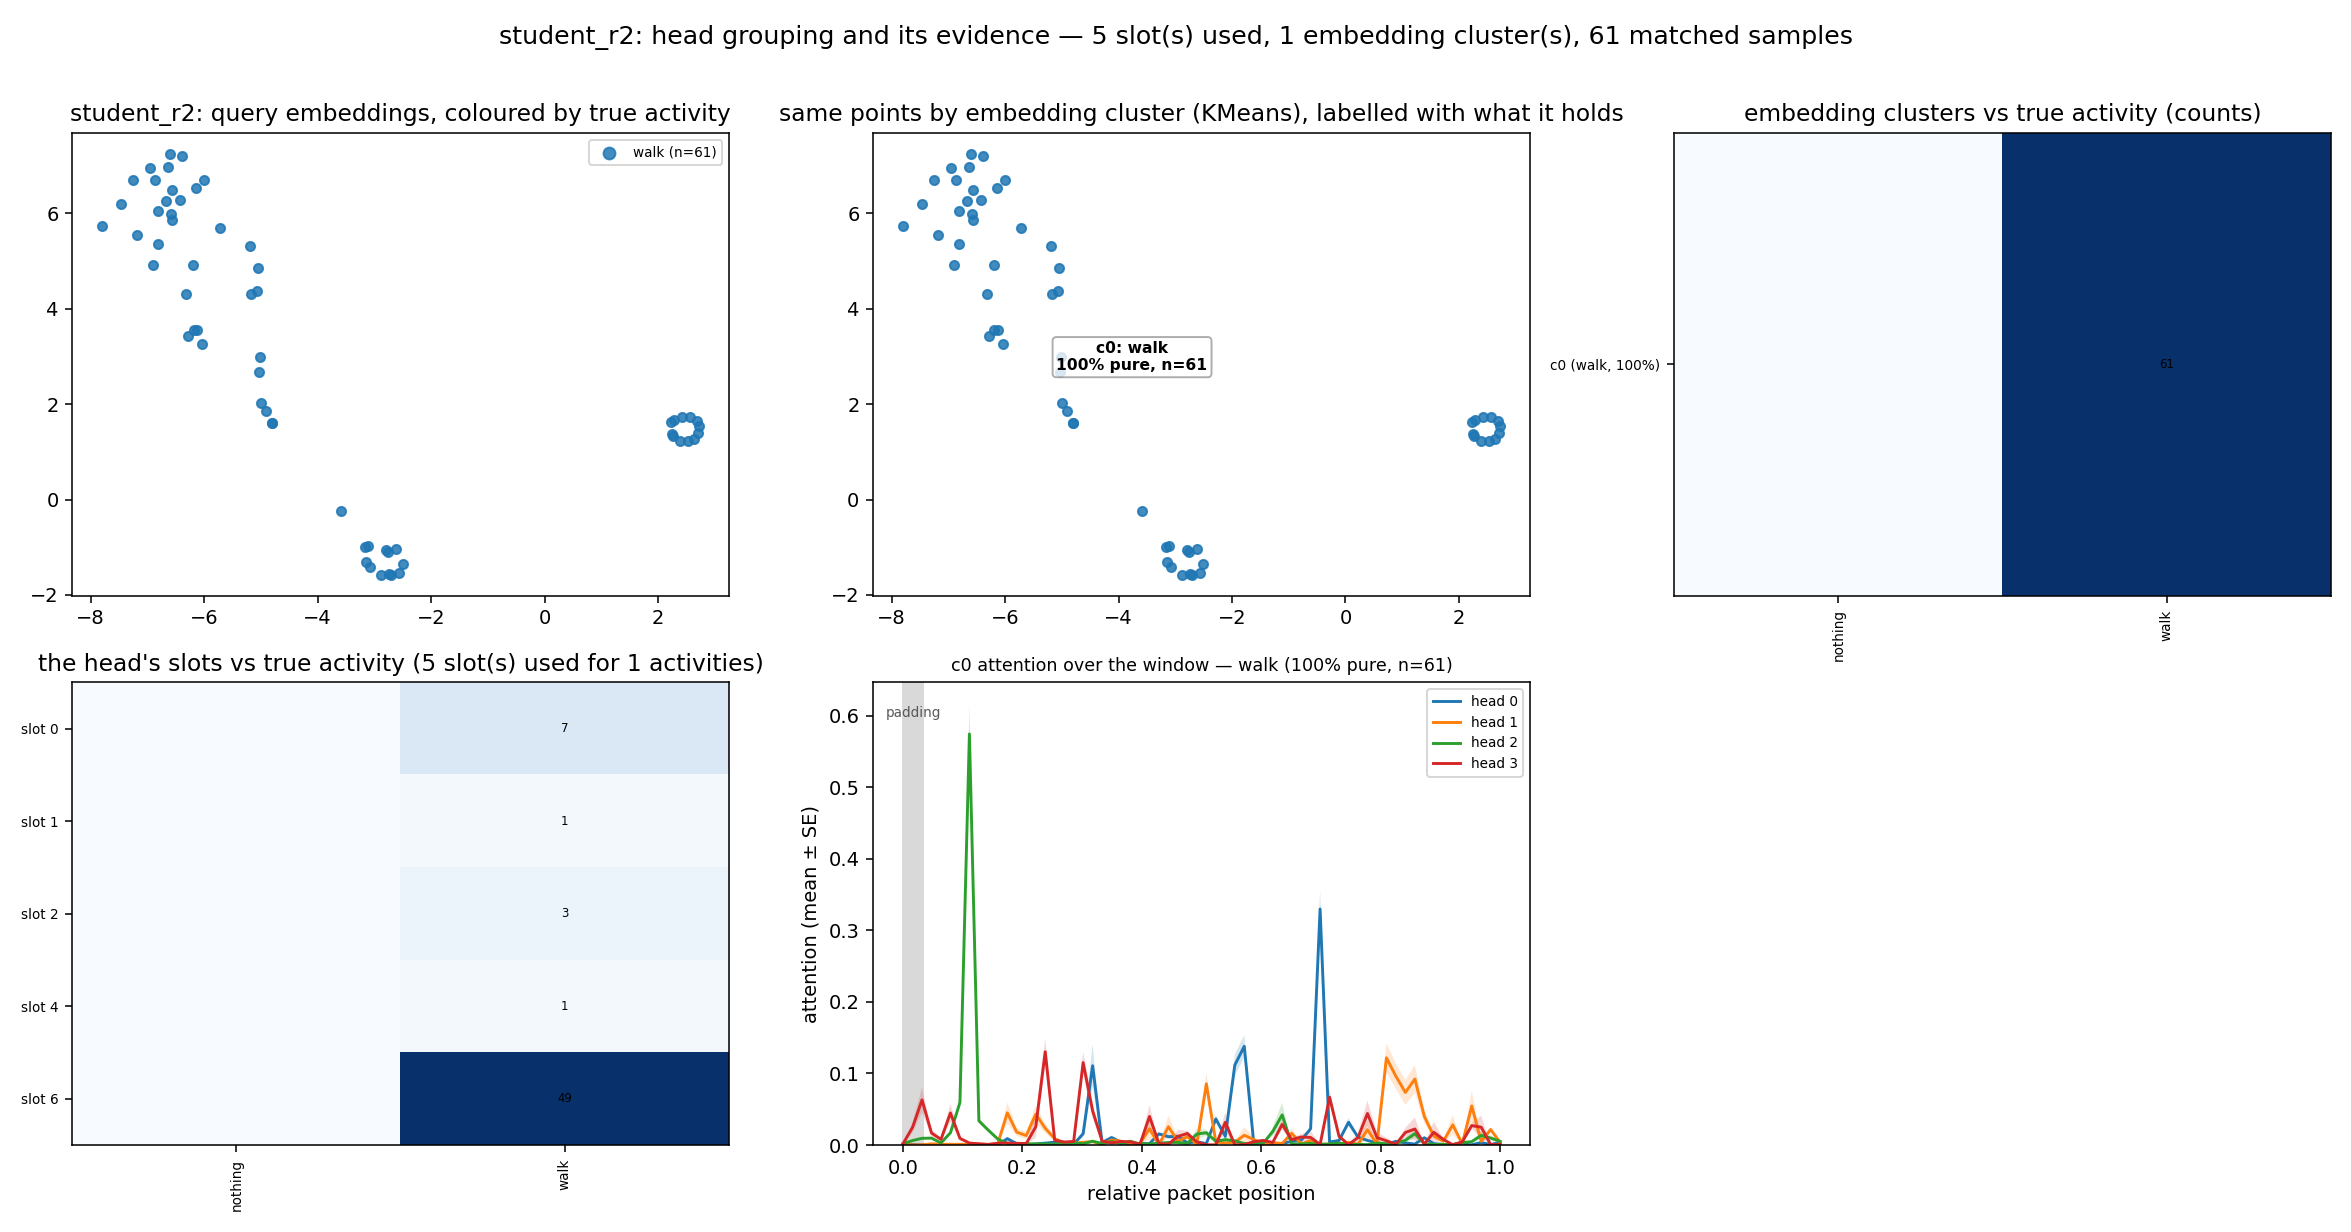 student_r2: head grouping and its evidence — 5 slot(s) used, 1 embedding cluster(s), 61 matched samples
student_r2: query embeddings, coloured by true activity
walk (n=61)
6
4
2
0
−2
−8
−6
−4
−2
0
2
same points by embedding cluster (KMeans), labelled with what it holds
c0: walk
100% pure, n=61
6
4
2
0
−2
−8
−6
−4
−2
0
2
embedding clusters vs true activity (counts)
c0 (walk, 100%)
61
nothing
walk
the head's slots vs true activity (5 slot(s) used for 1 activities)
slot 0
7
slot 1
1
slot 2
3
slot 4
1
slot 6
49
nothing
walk
c0 attention over the window — walk (100% pure, n=61)
padding
head 0
head 1
head 2
head 3
attention (mean ± SE)
0.6
0.5
0.4
0.3
0.2
0.1
0.0
0.0
0.2
0.4
0.6
0.8
1.0
relative packet position